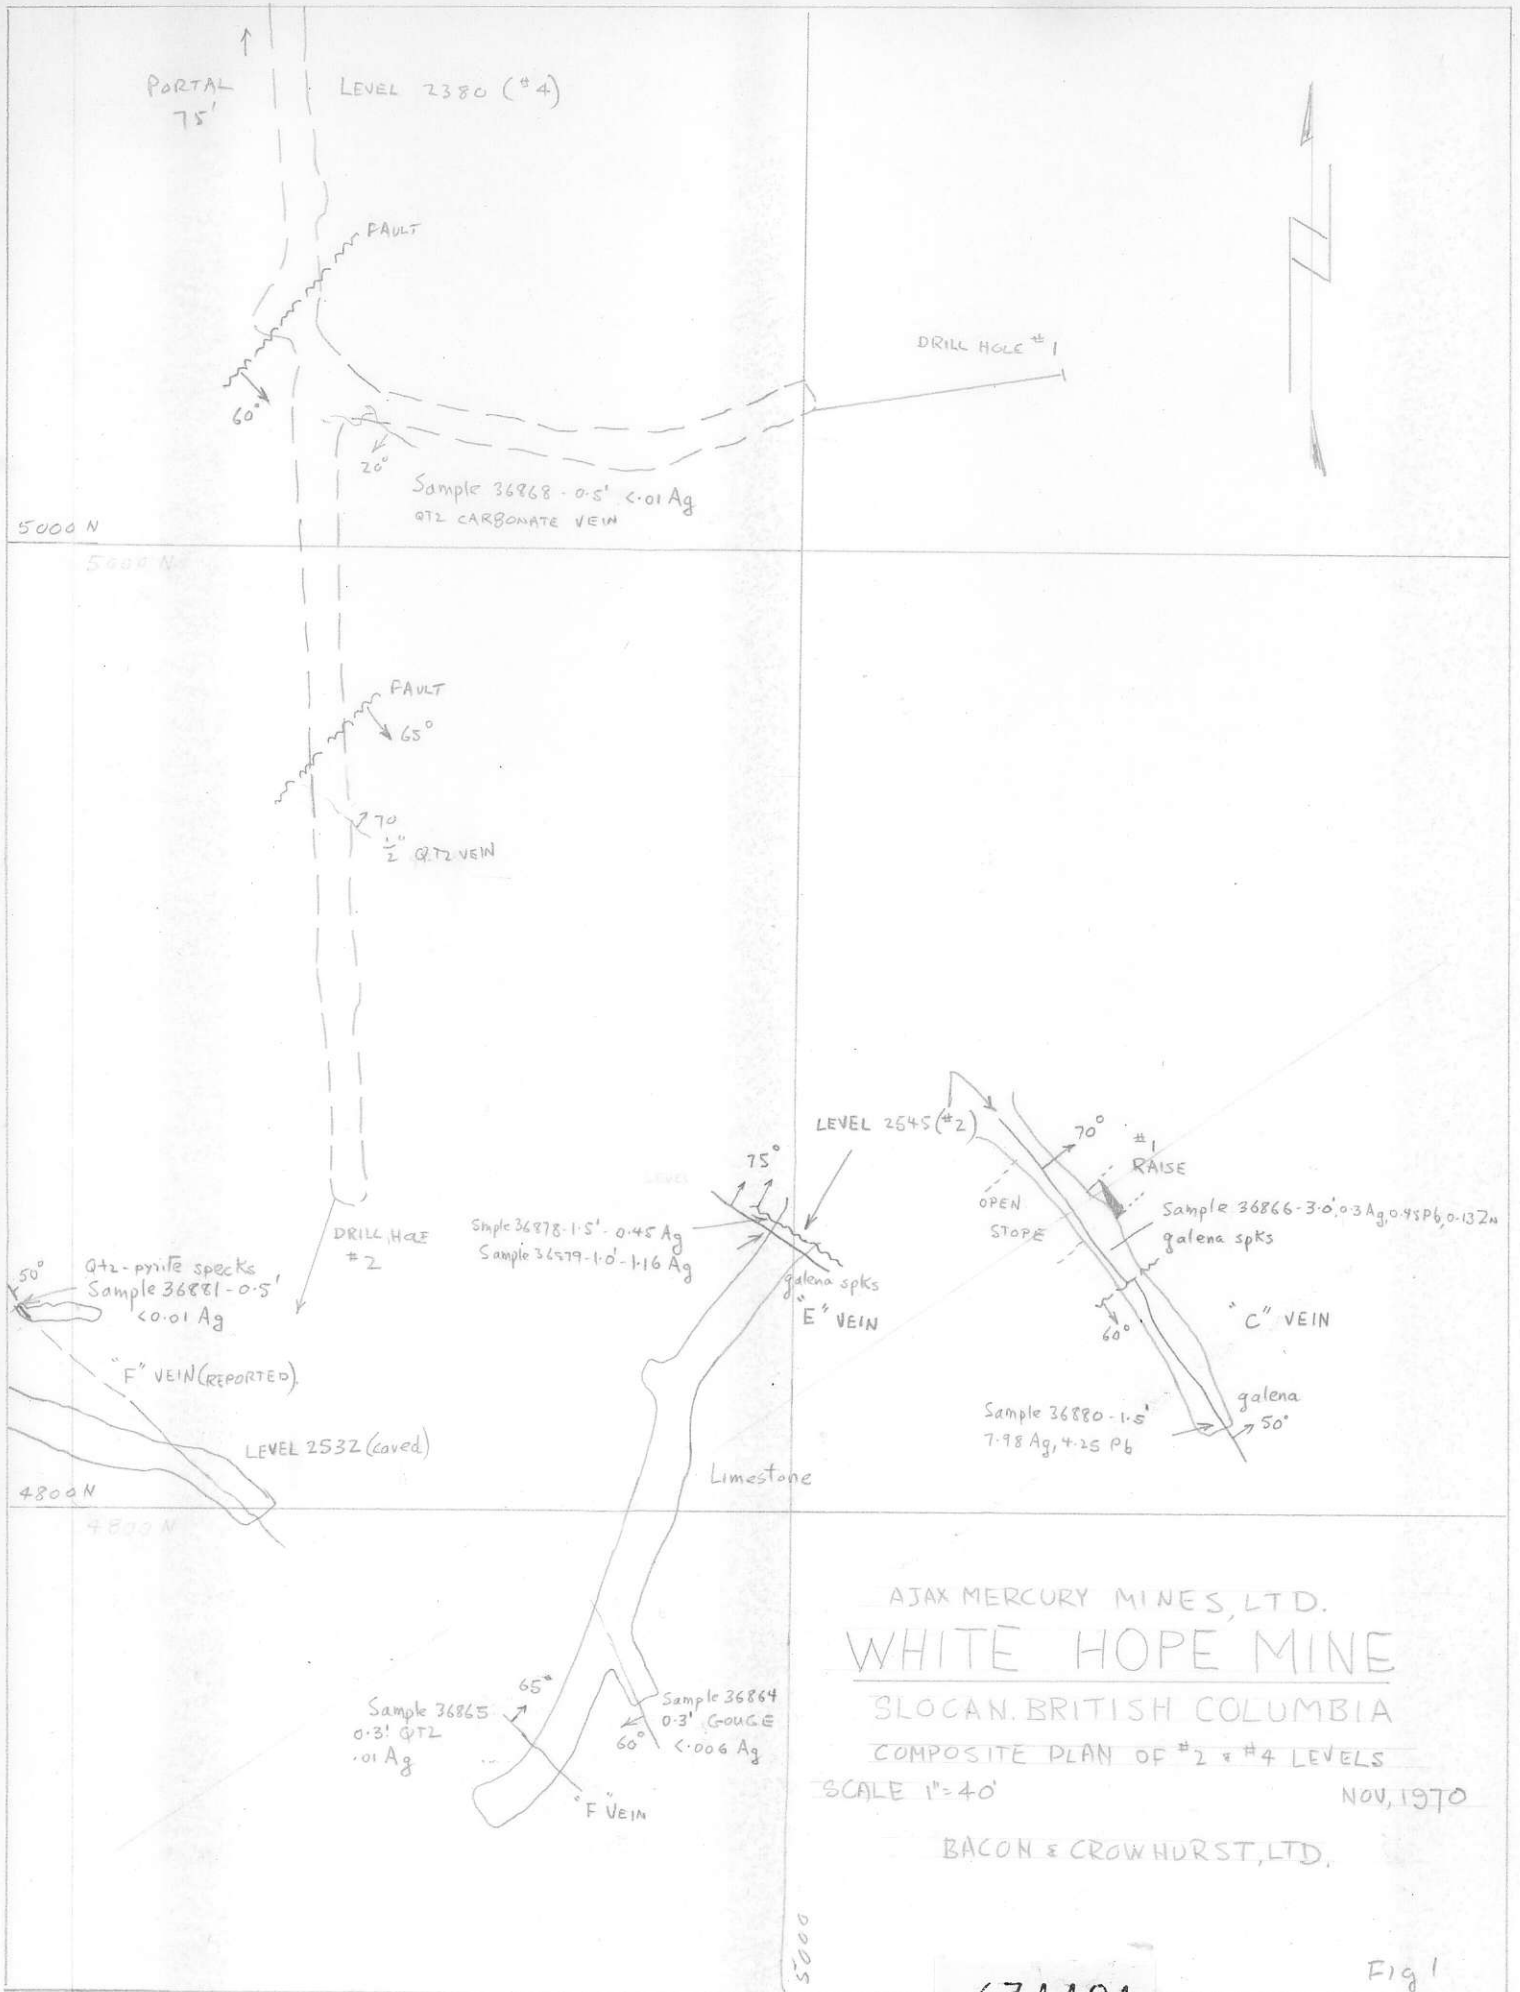 PORTAL
75'
LEVEL 2380 (#4)
FAULT
60°
20°
DRILL HOLE #1
Sample 36868 - 0.5' <.01 Ag
QTZ CARBONATE VEIN
5000 N
5000 N
FAULT
65°
70
1/2" QTZ VEIN
LEVEL 2545 (#2)
70°
#1
RAISE
75°
LEVEL
OPEN
STOPE
Sample 36866-3.0', 0.3 Ag, 0.45 Pb, 0.13 Zn
galena spks
Smple 36878-1.5'-0.45 Ag
Sample 36579-1.0'-1.16 Ag
galena spks
"E" VEIN
DRILL HOLE
#2
50°
Qtz-pyrite specks
Sample 36881-0.5'
<0.01 Ag
"C" VEIN
60°
"F" VEIN (REPORTED)
galena
50°
Sample 36880-1.5'
7.98 Ag, 4.25 Pb
LEVEL 2532 (caved)
Limestone
4800 N
4800 N
AJAX MERCURY MINES, LTD.
WHITE HOPE MINE
SLOCAN. BRITISH COLUMBIA
COMPOSITE PLAN OF #2 & #4 LEVELS
SCALE 1"=40'
NOV, 1970
BACON & CROWHURST, LTD.
65°
Sample 36865
0.3' QTZ
.01 Ag
Sample 36864
0.3' GOUGE
<.006 Ag
60°
"F" VEIN
5000
Fig 1